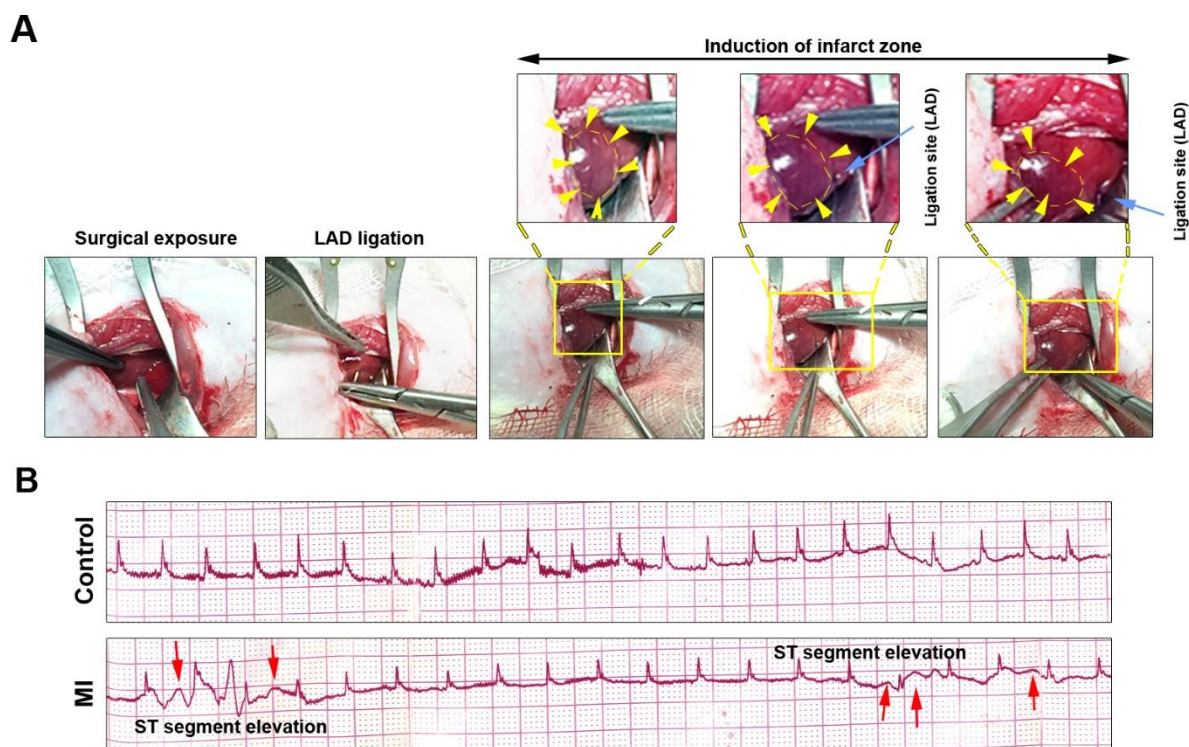 A
Induction of infarct zone
Ligation site (LAD)
Ligation site (LAD)
Surgical exposure
LAD ligation
B
Control
ST segment elevation
MI
ST segment elevation